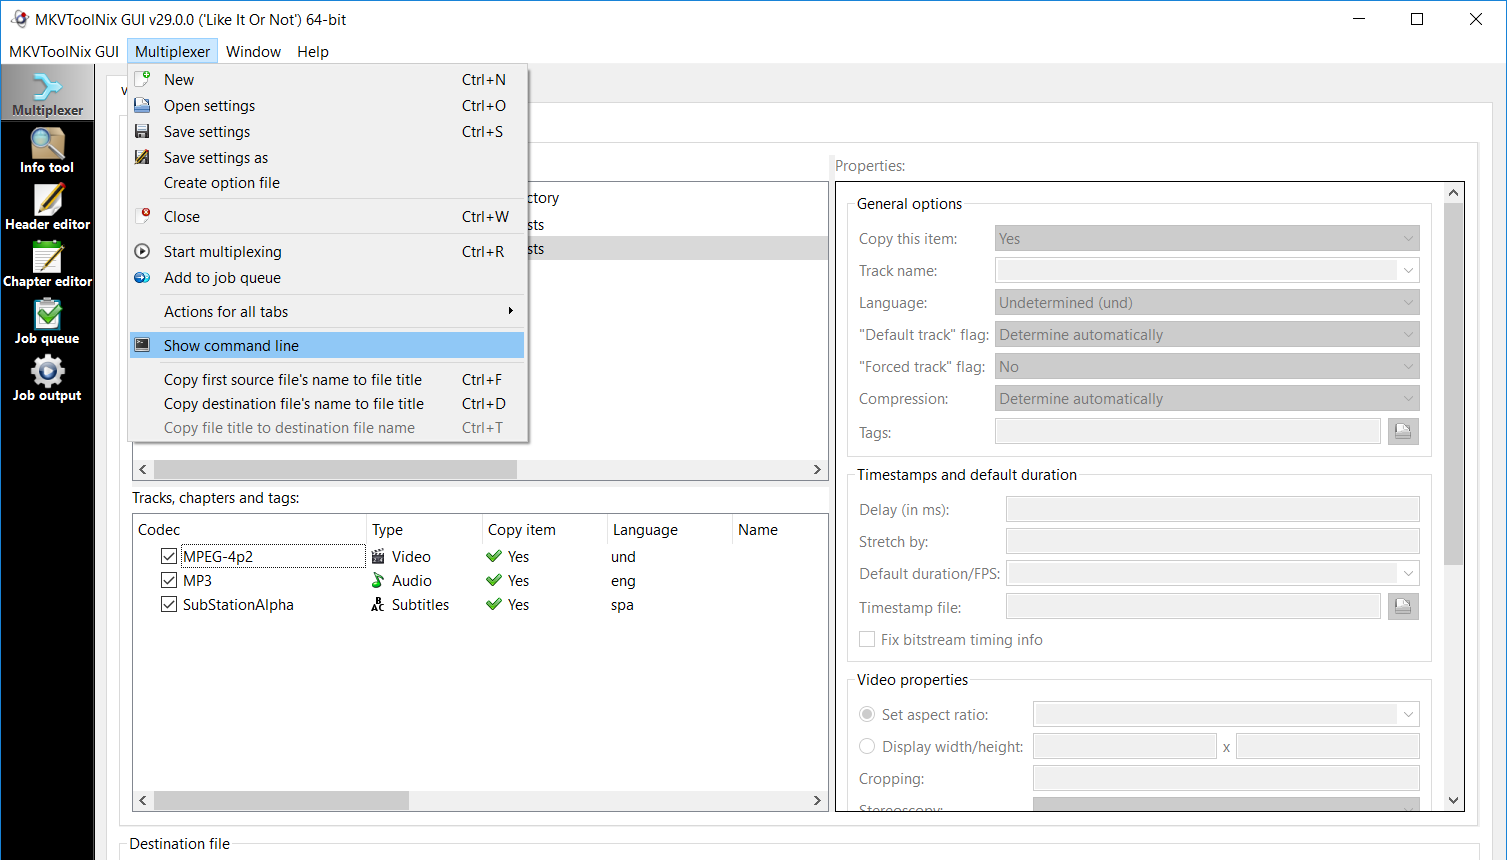 MKVToolNix GUI v29.0.0 ('Like It Or Not') 64-bit
MKVToolNix GUI Multiplexer Window Help
Multiplexer
Info tool
Header editor
Chapter editor
Job queue
Job output
New Ctrl+N
Open settings Ctrl+O
Save settings Ctrl+S
Save settings as
Create option file
Close Ctrl+W
Start multiplexing Ctrl+R
Add to job queue
Actions for all tabs
Show command line
Copy first source file's name to file title Ctrl+F
Copy destination file's name to file title Ctrl+D
Copy file title to destination file name Ctrl+T
ctory
sts
sts
Tracks, chapters and tags:
Codec Type Copy item Language Name
MPEG-4p2 Video Yes und
MP3 Audio Yes eng
SubStationAlpha Subtitles Yes spa
Properties:
General options
Copy this item: Yes
Track name:
Language: Undetermined (und)
"Default track" flag: Determine automatically
"Forced track" flag: No
Compression: Determine automatically
Tags:
Timestamps and default duration
Delay (in ms):
Stretch by:
Default duration/FPS:
Timestamp file:
Fix bitstream timing info
Video properties
Set aspect ratio:
Display width/height: x
Cropping:
Stereoscopy:
Destination file